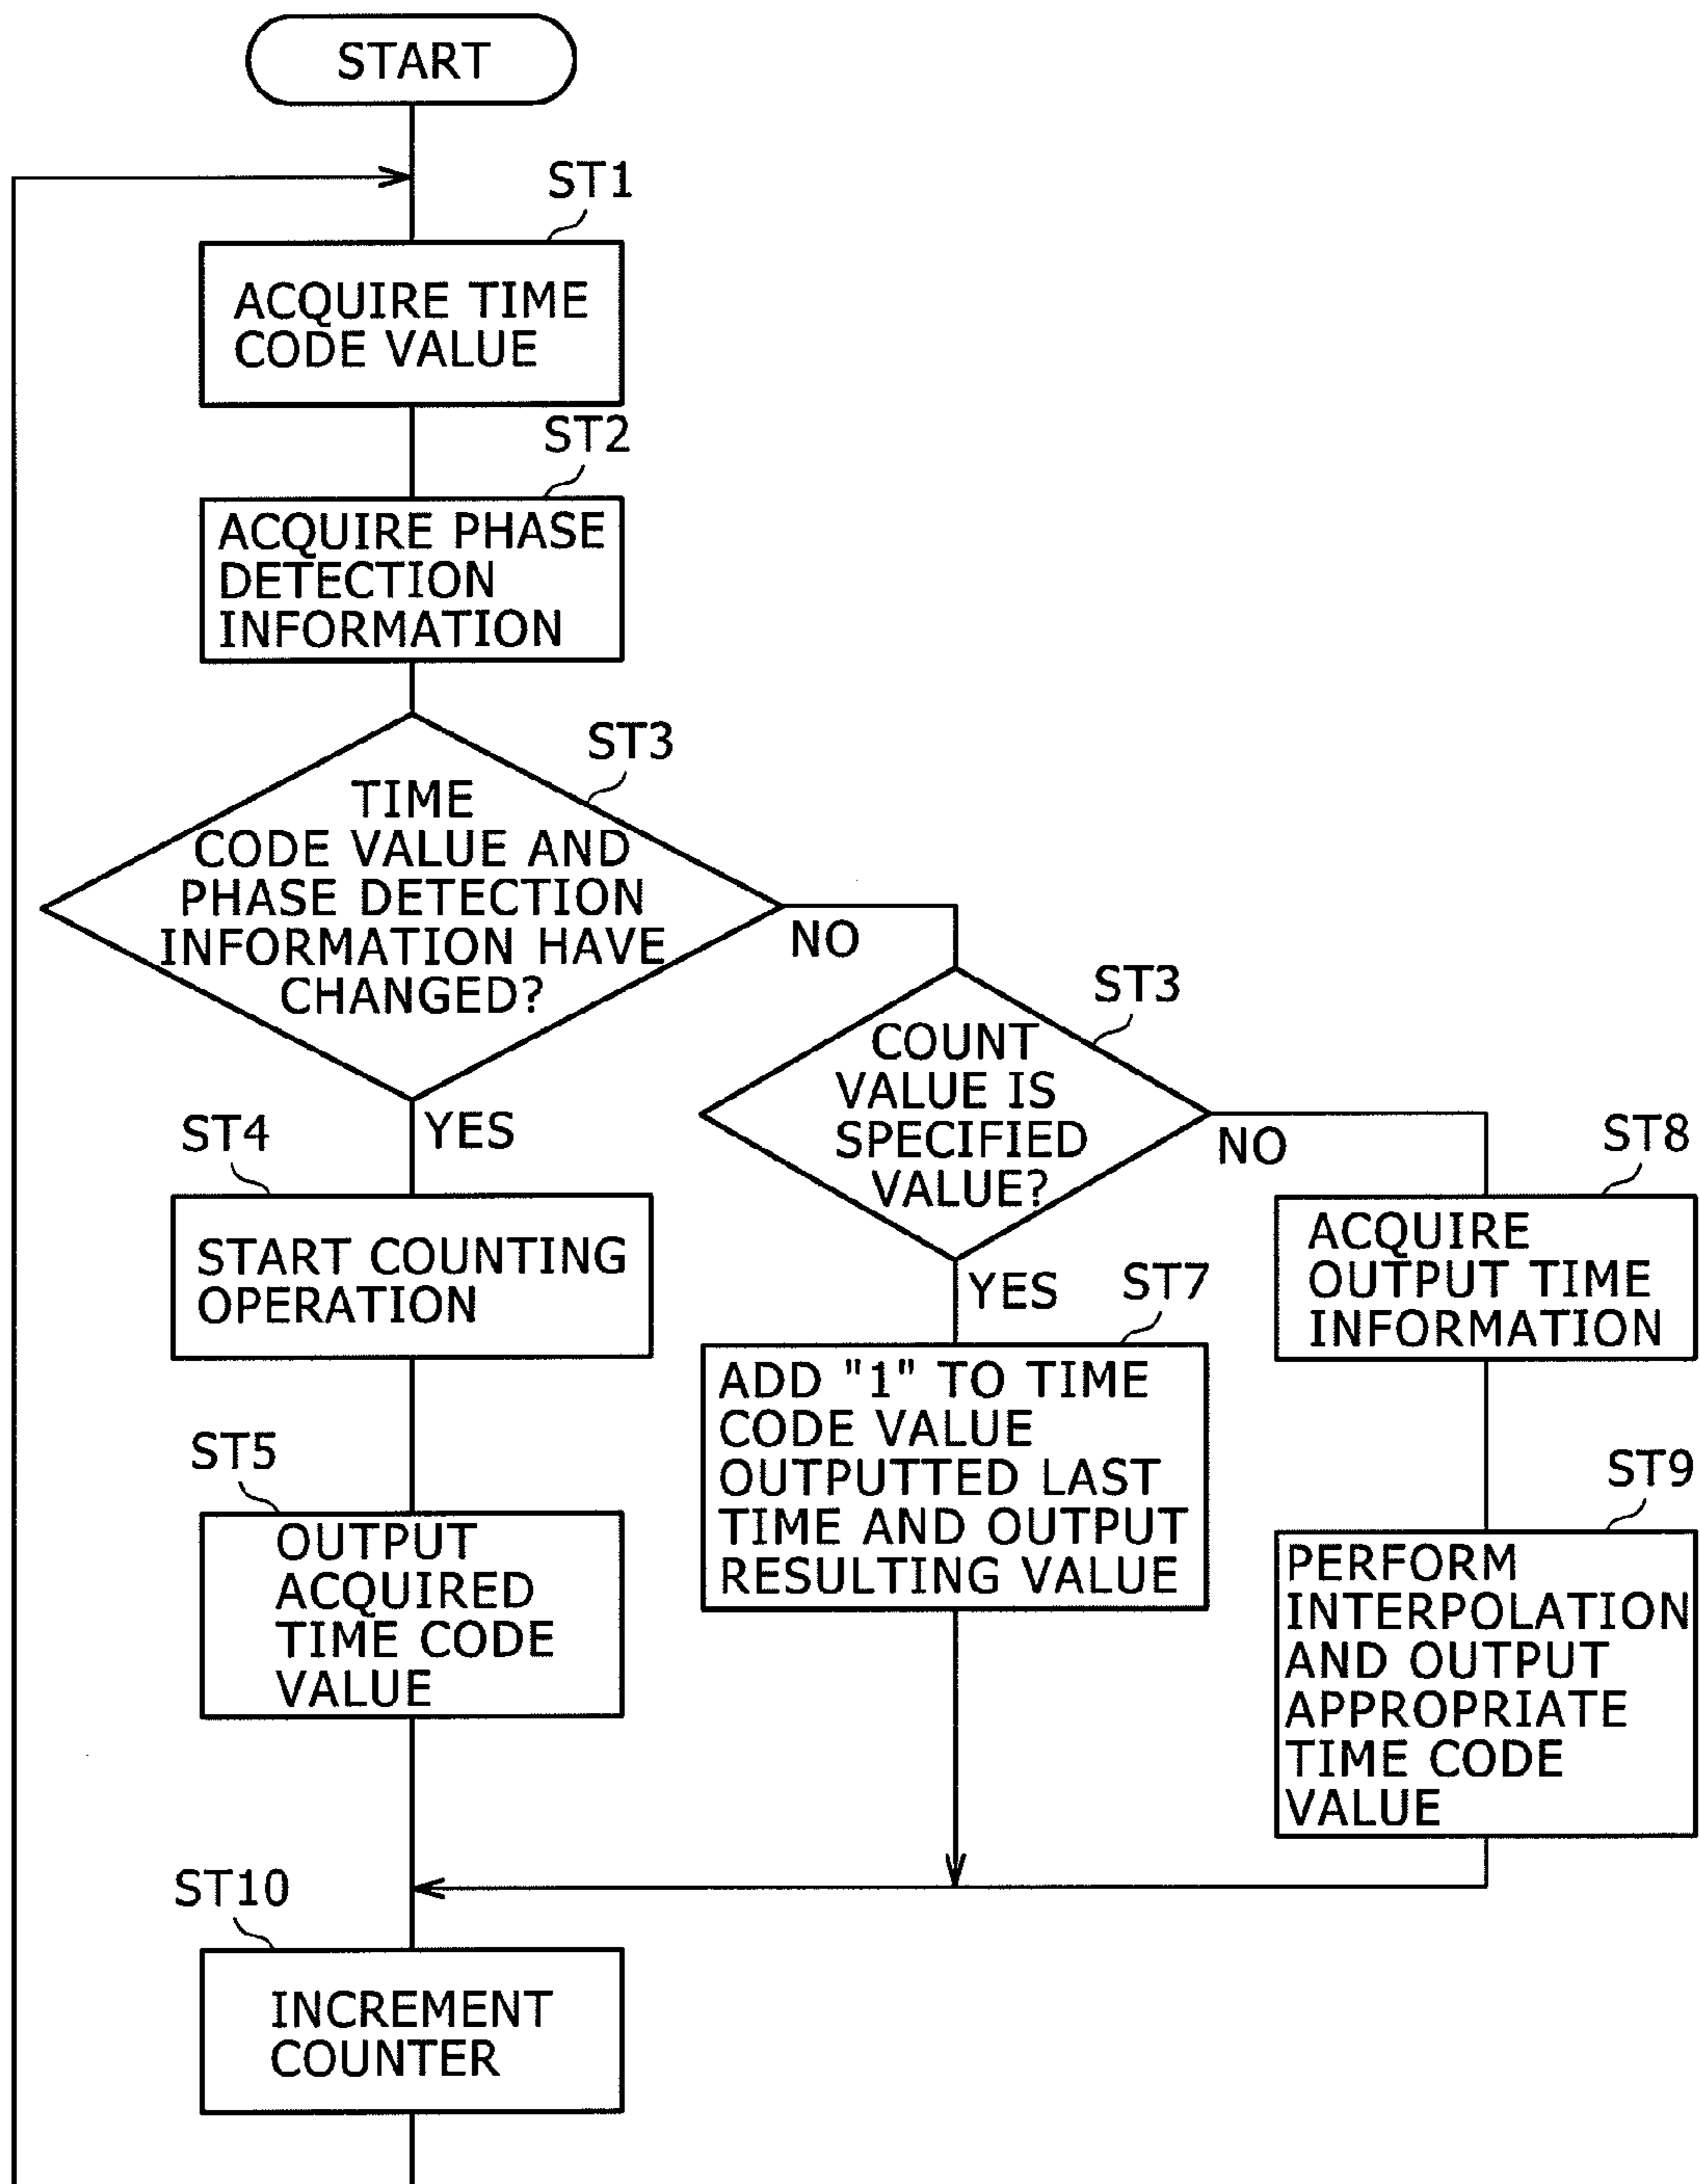 START
ST1
ACQUIRE TIME
CODE VALUE
ST2
ACQUIRE PHASE
DETECTION
INFORMATION
ST3
TIME
CODE VALUE AND
PHASE DETECTION
INFORMATION HAVE
CHANGED?
NO
YES
ST3
COUNT
VALUE IS
SPECIFIED
VALUE?
NO
YES
ST4
START COUNTING
OPERATION
ST5
OUTPUT
ACQUIRED
TIME CODE
VALUE
ST7
ADD "1" TO TIME
CODE VALUE
OUTPUTTED LAST
TIME AND OUTPUT
RESULTING VALUE
ST8
ACQUIRE
OUTPUT TIME
INFORMATION
ST9
PERFORM
INTERPOLATION
AND OUTPUT
APPROPRIATE
TIME CODE
VALUE
ST10
INCREMENT
COUNTER